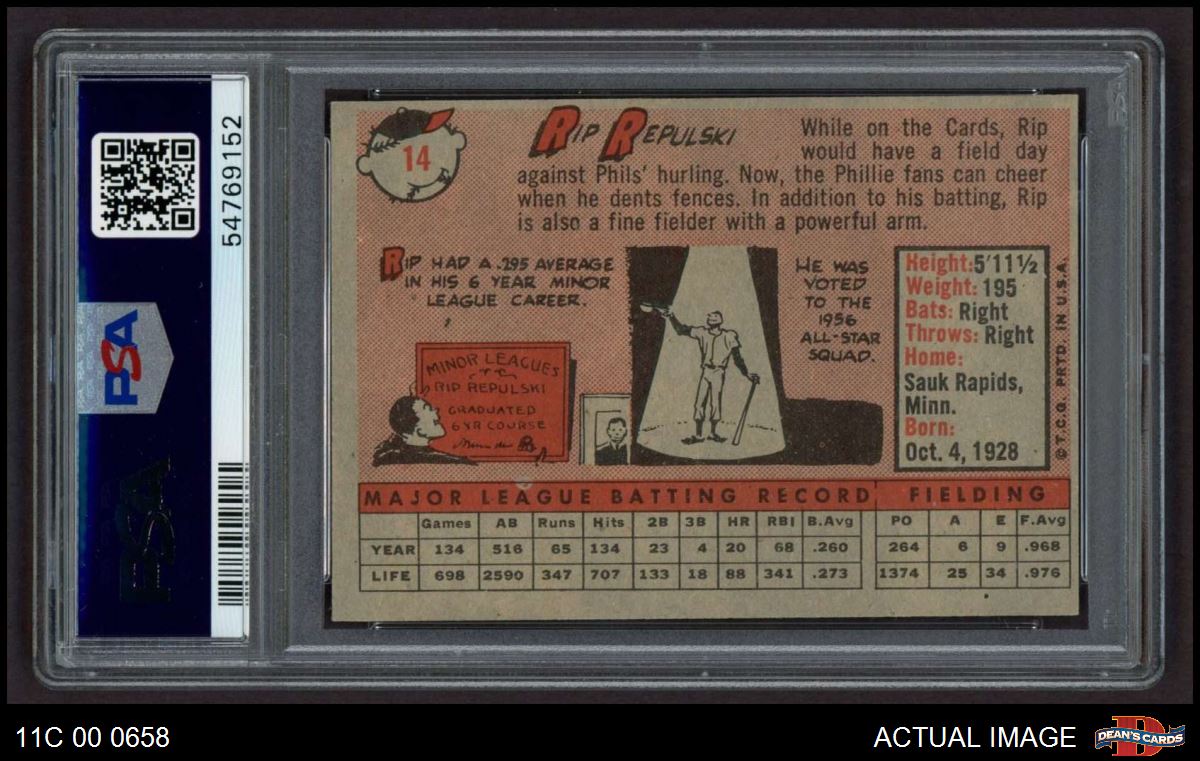 54769152
PSA
14
RIP REPULSKI
While on the Cards, Rip
would have a field day
against Phils' hurling. Now, the Phillie fans can cheer
when he dents fences. In addition to his batting, Rip
is also a fine fielder with a powerful arm.
RIP HAD A .295 AVERAGE
IN HIS 6 YEAR MINOR
LEAGUE CAREER.
MINOR LEAGUES
RIP REPULSKI
GRADUATED
6 YR COURSE
HE WAS
VOTED
TO THE
1956
ALL-STAR
SQUAD.
Height: 5'11½
Weight: 195
Bats: Right
Throws: Right
Home:
Sauk Rapids,
Minn.
Born:
Oct. 4, 1928
© T.C.G. PRTD. IN U.S.A.
MAJOR LEAGUE BATTING RECORD FIELDING
Games AB Runs Hits 2B 3B HR RBI B.Avg PO A E F.Avg
YEAR 134 516 65 134 23 4 20 68 .260 264 6 9 .968
LIFE 698 2590 347 707 133 18 88 341 .273 1374 25 34 .976
11C 00 0658
ACTUAL IMAGE
DEAN'S CARDS